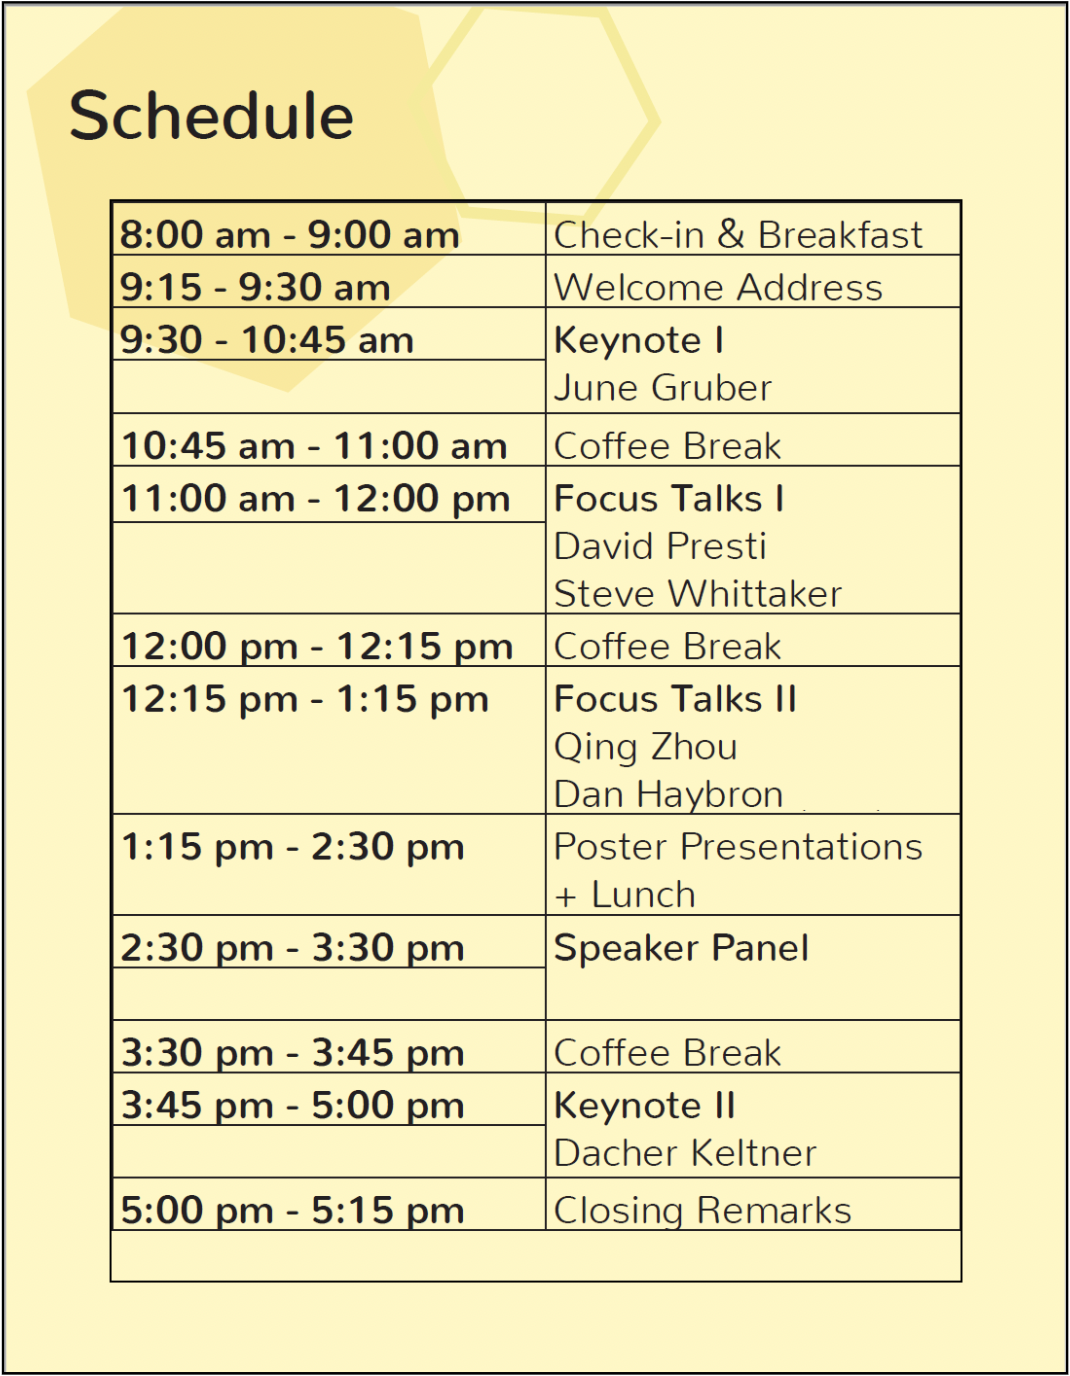 Schedule
8:00 am - 9:00 am Check-in & Breakfast
9:15 - 9:30 am Welcome Address
9:30 - 10:45 am Keynote I
June Gruber
10:45 am - 11:00 am Coffee Break
11:00 am - 12:00 pm Focus Talks I
David Presti
Steve Whittaker
12:00 pm - 12:15 pm Coffee Break
12:15 pm - 1:15 pm Focus Talks II
Qing Zhou
Dan Haybron
1:15 pm - 2:30 pm Poster Presentations
+ Lunch
2:30 pm - 3:30 pm Speaker Panel
3:30 pm - 3:45 pm Coffee Break
3:45 pm - 5:00 pm Keynote II
Dacher Keltner
5:00 pm - 5:15 pm Closing Remarks